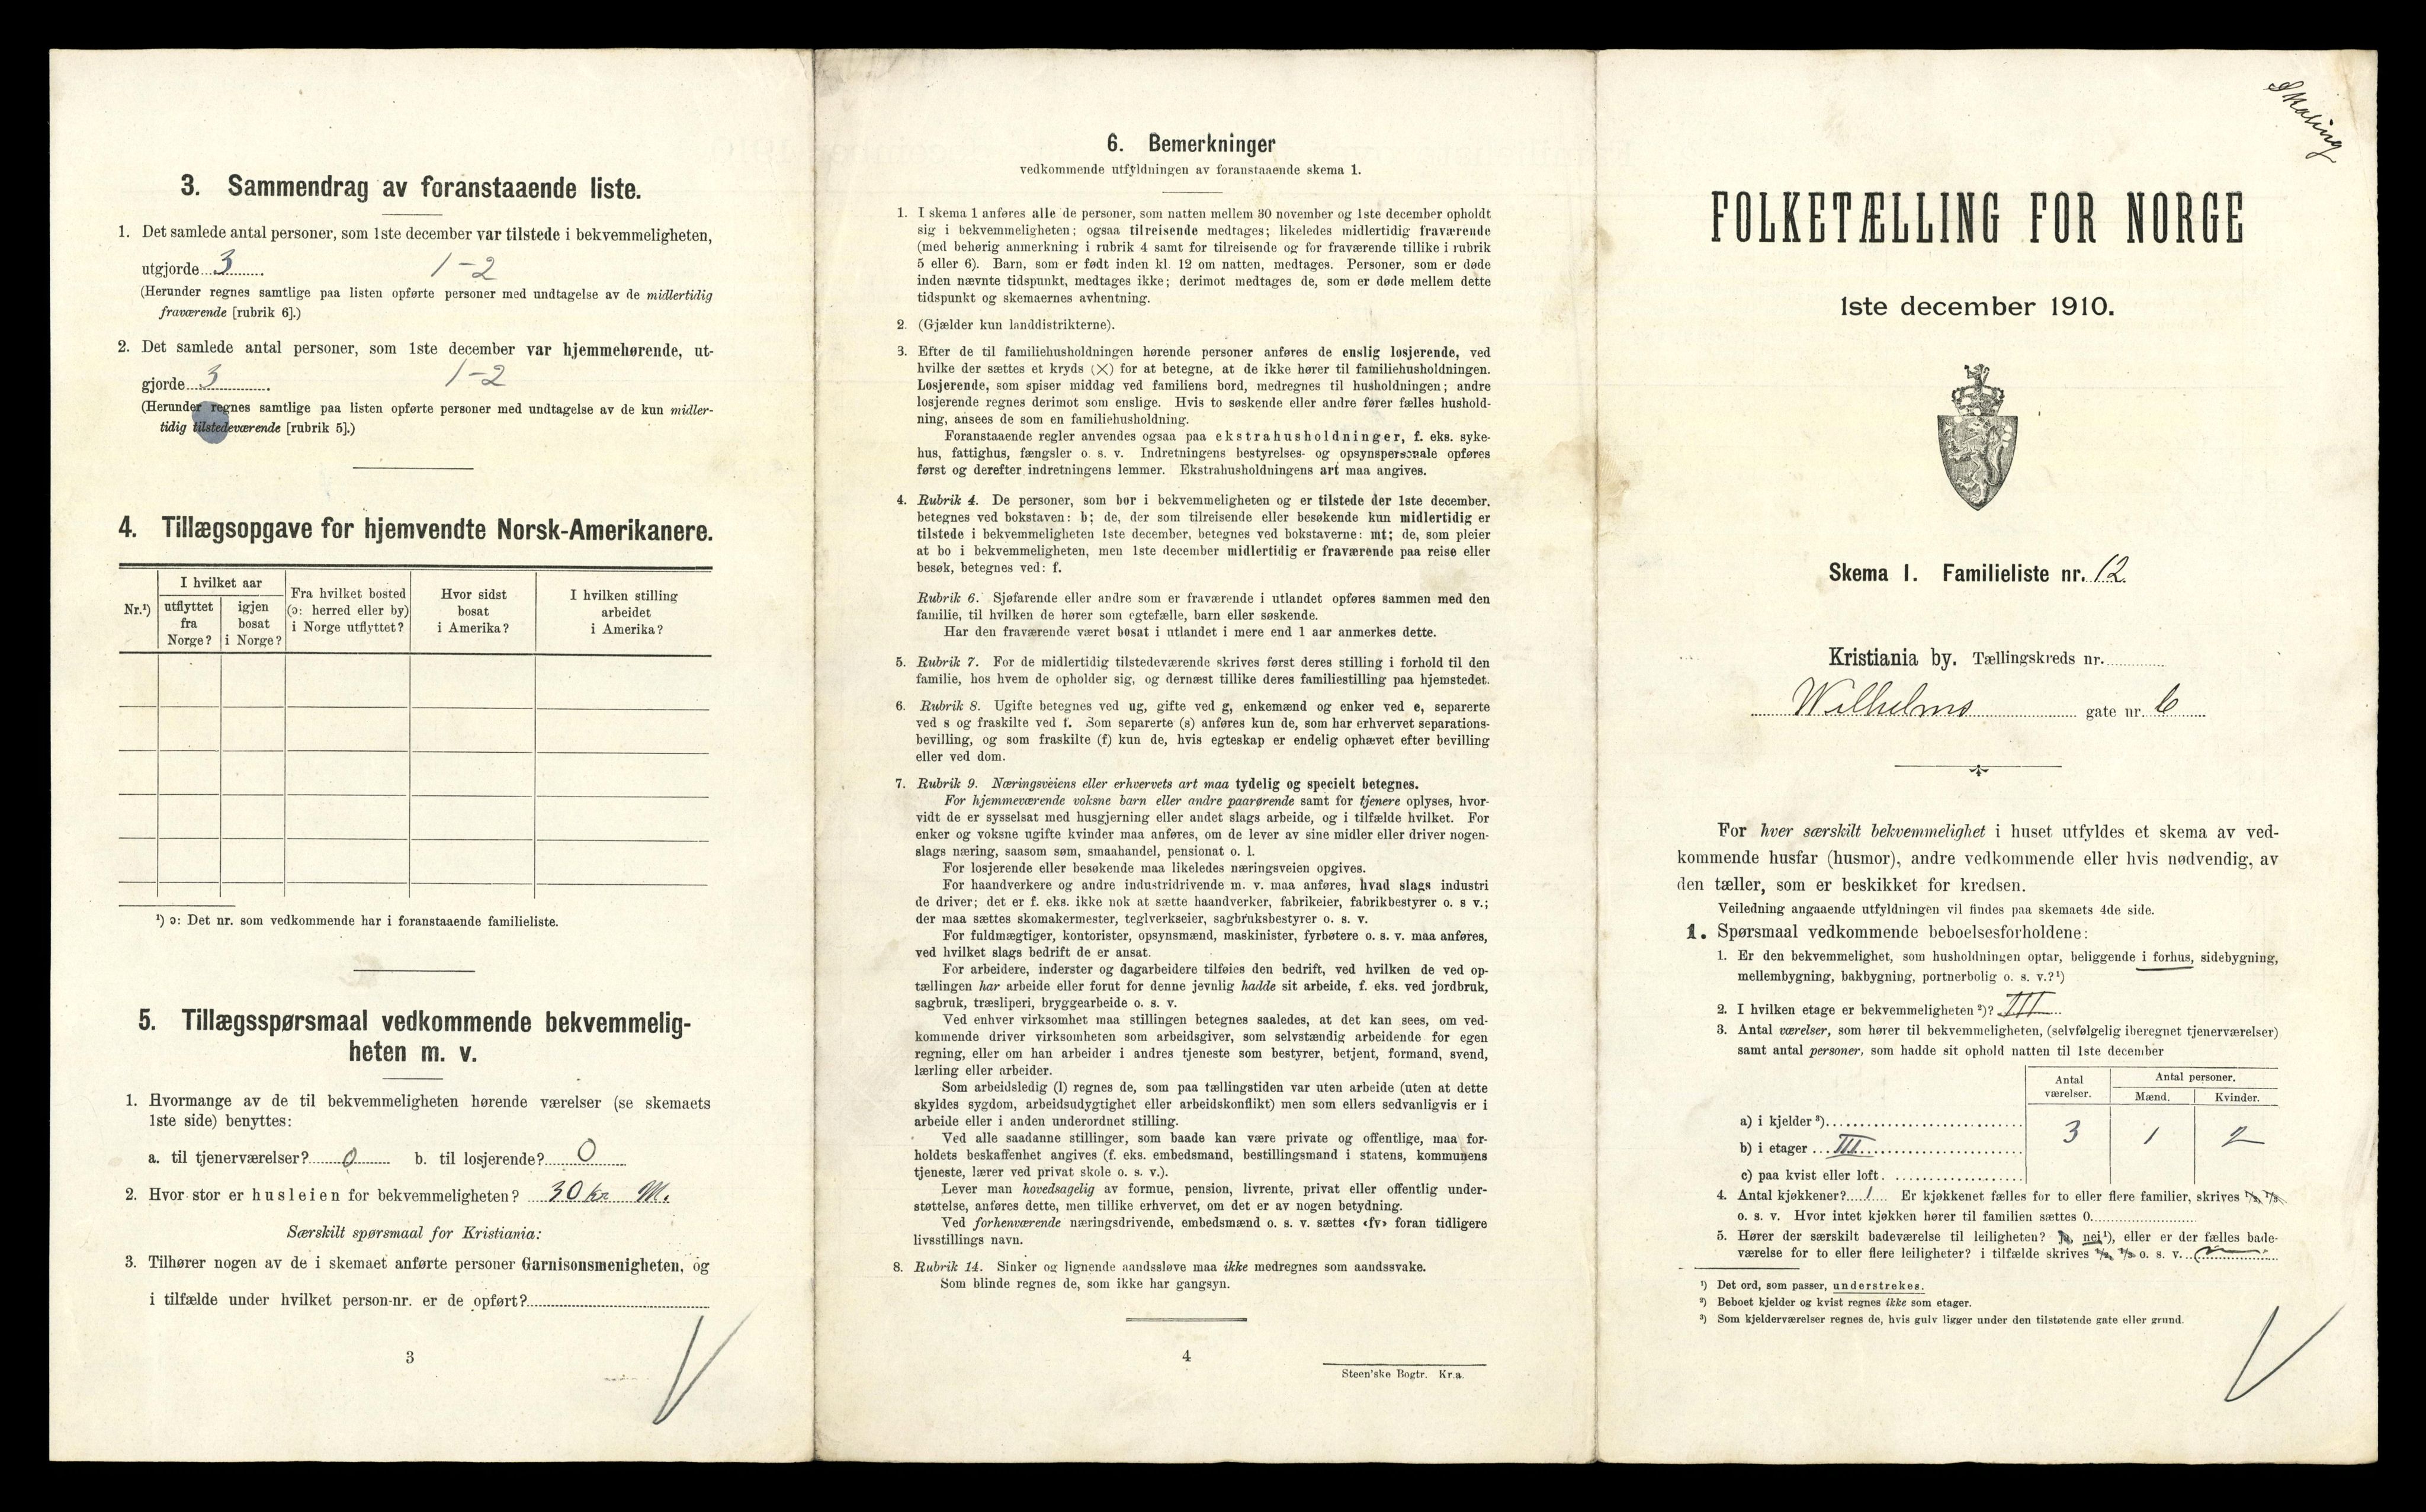 3. Sammendrag av foranstaaende liste.
1. Det samlede antal personer, som 1ste december var tilstede i bekvemmeligheten,
utgjorde 3. 1-2
(Herunder regnes samtlige paa listen opførte personer med undtagelse av de midlertidig
fraværende [rubrik 6].)
2. Det samlede antal personer, som 1ste december var hjemmehørende, ut-
gjorde 3. 1-2
(Herunder regnes samtlige paa listen opførte personer med undtagelse av de kun midler-
tidig tilstedeværende [rubrik 5].)
4. Tillægsopgave for hjemvendte Norsk-Amerikanere.
Nr.¹)
I hvilket aar
utflyttet fra Norge?
igjen bosat i Norge?
Fra hvilket bosted (ɔ: herred eller by) i Norge utflyttet?
Hvor sidst bosat i Amerika?
I hvilken stilling arbeidet i Amerika?
¹) ɔ: Det nr. som vedkommende har i foranstaaende familieliste.
5. Tillægsspørsmaal vedkommende bekvemmelig-
heten m. v.
1. Hvormange av de til bekvemmeligheten hørende værelser (se skemaets
1ste side) benyttes:
a. til tjenerværelser? 0 b. til losjerende? 0
2. Hvor stor er husleien for bekvemmeligheten? 30 kr M.
Særskilt spørsmaal for Kristiania:
3. Tilhører nogen av de i skemaet anførte personer Garnisonsmenigheten, og
i tilfælde under hvilket person-nr. er de opført?
3
6. Bemerkninger
vedkommende utfyldningen av foranstaaende skema 1.
1. I skema 1 anføres alle de personer, som natten mellem 30 november og 1ste december opholdt
sig i bekvemmeligheten; ogsaa tilreisende medtages; likeledes midlertidig fraværende
(med behørig anmerkning i rubrik 4 samt for tilreisende og for fraværende tillike i rubrik
5 eller 6). Barn, som er født inden kl. 12 om natten, medtages. Personer, som er døde
inden nævnte tidspunkt, medtages ikke; derimot medtages de, som er døde mellem dette
tidspunkt og skemaernes avhentning.
2. (Gjælder kun landdistrikterne).
3. Efter de til familiehusholdningen hørende personer anføres de enslig losjerende, ved
hvilke der sættes et kryds (×) for at betegne, at de ikke hører til familiehusholdningen.
Losjerende, som spiser middag ved familiens bord, medregnes til husholdningen; andre
losjerende regnes derimot som enslige. Hvis to søskende eller andre fører fælles hushold-
ning, ansees de som en familiehusholdning.
Foranstaaende regler anvendes ogsaa paa ekstrahusholdninger, f. eks. syke-
hus, fattighus, fængsler o. s. v. Indretningens bestyrelses- og opsynspersonale opføres
først og derefter indretningens lemmer. Ekstrahusholdningens art maa angives.
4. Rubrik 4. De personer, som bor i bekvemmeligheten og er tilstede der 1ste december.
betegnes ved bokstaven: b; de, der som tilreisende eller besøkende kun midlertidig er
tilstede i bekvemmeligheten 1ste december, betegnes ved bokstaverne: mt; de, som pleier
at bo i bekvemmeligheten, men 1ste december midlertidig er fraværende paa reise eller
besøk, betegnes ved: f.
Rubrik 6. Sjøfarende eller andre som er fraværende i utlandet opføres sammen med den
familie, til hvilken de hører som egtefælle, barn eller søskende.
Har den fraværende været bosat i utlandet i mere end 1 aar anmerkes dette.
5. Rubrik 7. For de midlertidig tilstedeværende skrives først deres stilling i forhold til den
familie, hos hvem de opholder sig, og dernæst tillike deres familiestilling paa hjemstedet.
6. Rubrik 8. Ugifte betegnes ved ug, gifte ved g, enkemænd og enker ved e, separerte
ved s og fraskilte ved f. Som separerte (s) anføres kun de, som har erhvervet separations-
bevilling, og som fraskilte (f) kun de, hvis egteskap er endelig ophævet efter bevilling
eller ved dom.
7. Rubrik 9. Næringsveiens eller erhvervets art maa tydelig og specielt betegnes.
For hjemmeværende voksne barn eller andre paarørende samt for tjenere oplyses, hvor-
vidt de er sysselsat med husgjerning eller andet slags arbeide, og i tilfælde hvilket. For
enker og voksne ugifte kvinder maa anføres, om de lever av sine midler eller driver nogen-
slags næring, saasom søm, smaahandel, pensionat o. l.
For losjerende eller besøkende maa likeledes næringsveien opgives.
For haandverkere og andre industridrivende m. v. maa anføres, hvad slags industri
de driver; det er f. eks. ikke nok at sætte haandverker, fabrikeier, fabrikbestyrer o. s v.;
der maa sættes skomakermester, teglverkseier, sagbruksbestyrer o. s. v.
For fuldmægtiger, kontorister, opsynsmænd, maskinister, fyrbøtere o. s. v. maa anføres,
ved hvilket slags bedrift de er ansat.
For arbeidere, inderster og dagarbeidere tilføies den bedrift, ved hvilken de ved op-
tællingen har arbeide eller forut for denne jevnlig hadde sit arbeide, f. eks. ved jordbruk,
sagbruk, træsliperi, bryggearbeide o. s. v.
Ved enhver virksomhet maa stillingen betegnes saaledes, at det kan sees, om ved-
kommende driver virksomheten som arbeidsgiver, som selvstændig arbeidende for egen
regning, eller om han arbeider i andres tjeneste som bestyrer, betjent, formand, svend,
lærling eller arbeider.
Som arbeidsledig (l) regnes de, som paa tællingstiden var uten arbeide (uten at dette
skyldes sygdom, arbeidsudygtighet eller arbeidskonflikt) men som ellers sedvanligvis er i
arbeide eller i anden underordnet stilling.
Ved alle saadanne stillinger, som baade kan være private og offentlige, maa for-
holdets beskaffenhet angives (f. eks. embedsmand, bestillingsmand i statens, kommunens
tjeneste, lærer ved privat skole o. s. v.).
Lever man hovedsagelig av formue, pension, livrente, privat eller offentlig under-
støttelse, anføres dette, men tillike erhvervet, om det er av nogen betydning.
Ved forhenværende næringsdrivende, embedsmænd o. s. v. sættes «fv» foran tidligere
livsstillings navn.
8. Rubrik 14. Sinker og lignende aandssløve maa ikke medregnes som aandssvake.
Som blinde regnes de, som ikke har gangsyn.
4
Steen'ske Bogtr. Kr.a.
FOLKETÆLLING FOR NORGE
1ste december 1910.
Skema 1. Familieliste nr. 12.
Kristiania by. Tællingskreds nr.
Wilhelms gate nr. 6
For hver særskilt bekvemmelighet i huset utfyldes et skema av ved-
kommende husfar (husmor), andre vedkommende eller hvis nødvendig, av
den tæller, som er beskikket for kredsen.
Veiledning angaaende utfyldningen vil findes paa skemaets 4de side.
1. Spørsmaal vedkommende beboelsesforholdene:
1. Er den bekvemmelighet, som husholdningen optar, beliggende i forhus, sidebygning,
mellembygning, bakbygning, portnerbolig o. s. v.?¹)
2. I hvilken etage er bekvemmeligheten²)? III
3. Antal værelser, som hører til bekvemmeligheten, (selvfølgelig iberegnet tjenerværelser)
samt antal personer, som hadde sit ophold natten til 1ste december
Antal værelser.
Antal personer.
Mænd. Kvinder.
a) i kjelder³)
b) i etager III 3 1 2
c) paa kvist eller loft.
4. Antal kjøkkener? 1 Er kjøkkenet fælles for to eller flere familier, skrives ½, ⅓
o. s. v. Hvor intet kjøkken hører til familien sættes 0.
5. Hører der særskilt badeværelse til leiligheten? Ja, nei¹), eller er der fælles bade-
værelse for to eller flere leiligheter? i tilfælde skrives ½, ⅓ o. s. v.
¹) Det ord, som passer, understrekes.
²) Beboet kjelder og kvist regnes ikke som etager.
³) Som kjelderværelser regnes de, hvis gulv ligger under den tilstøtende gate eller grund.